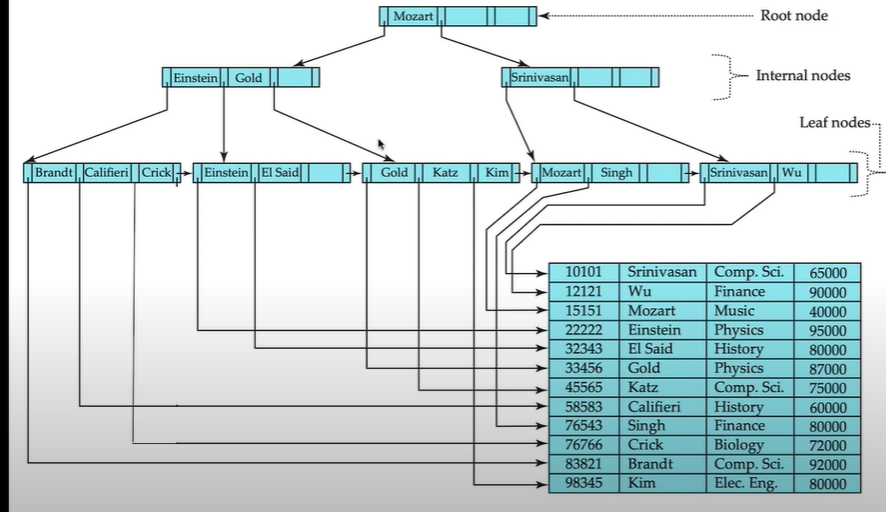 Mozart
Root node
Einstein Gold
Srinivasan
Internal nodes
Leaf nodes
Brandt Califieri Crick
Einstein El Said
Gold Katz Kim
Mozart Singh
Srinivasan Wu
10101 Srinivasan Comp. Sci. 65000
12121 Wu Finance 90000
15151 Mozart Music 40000
22222 Einstein Physics 95000
32343 El Said History 80000
33456 Gold Physics 87000
45565 Katz Comp. Sci. 75000
58583 Califieri History 60000
76543 Singh Finance 80000
76766 Crick Biology 72000
83821 Brandt Comp. Sci. 92000
98345 Kim Elec. Eng. 80000